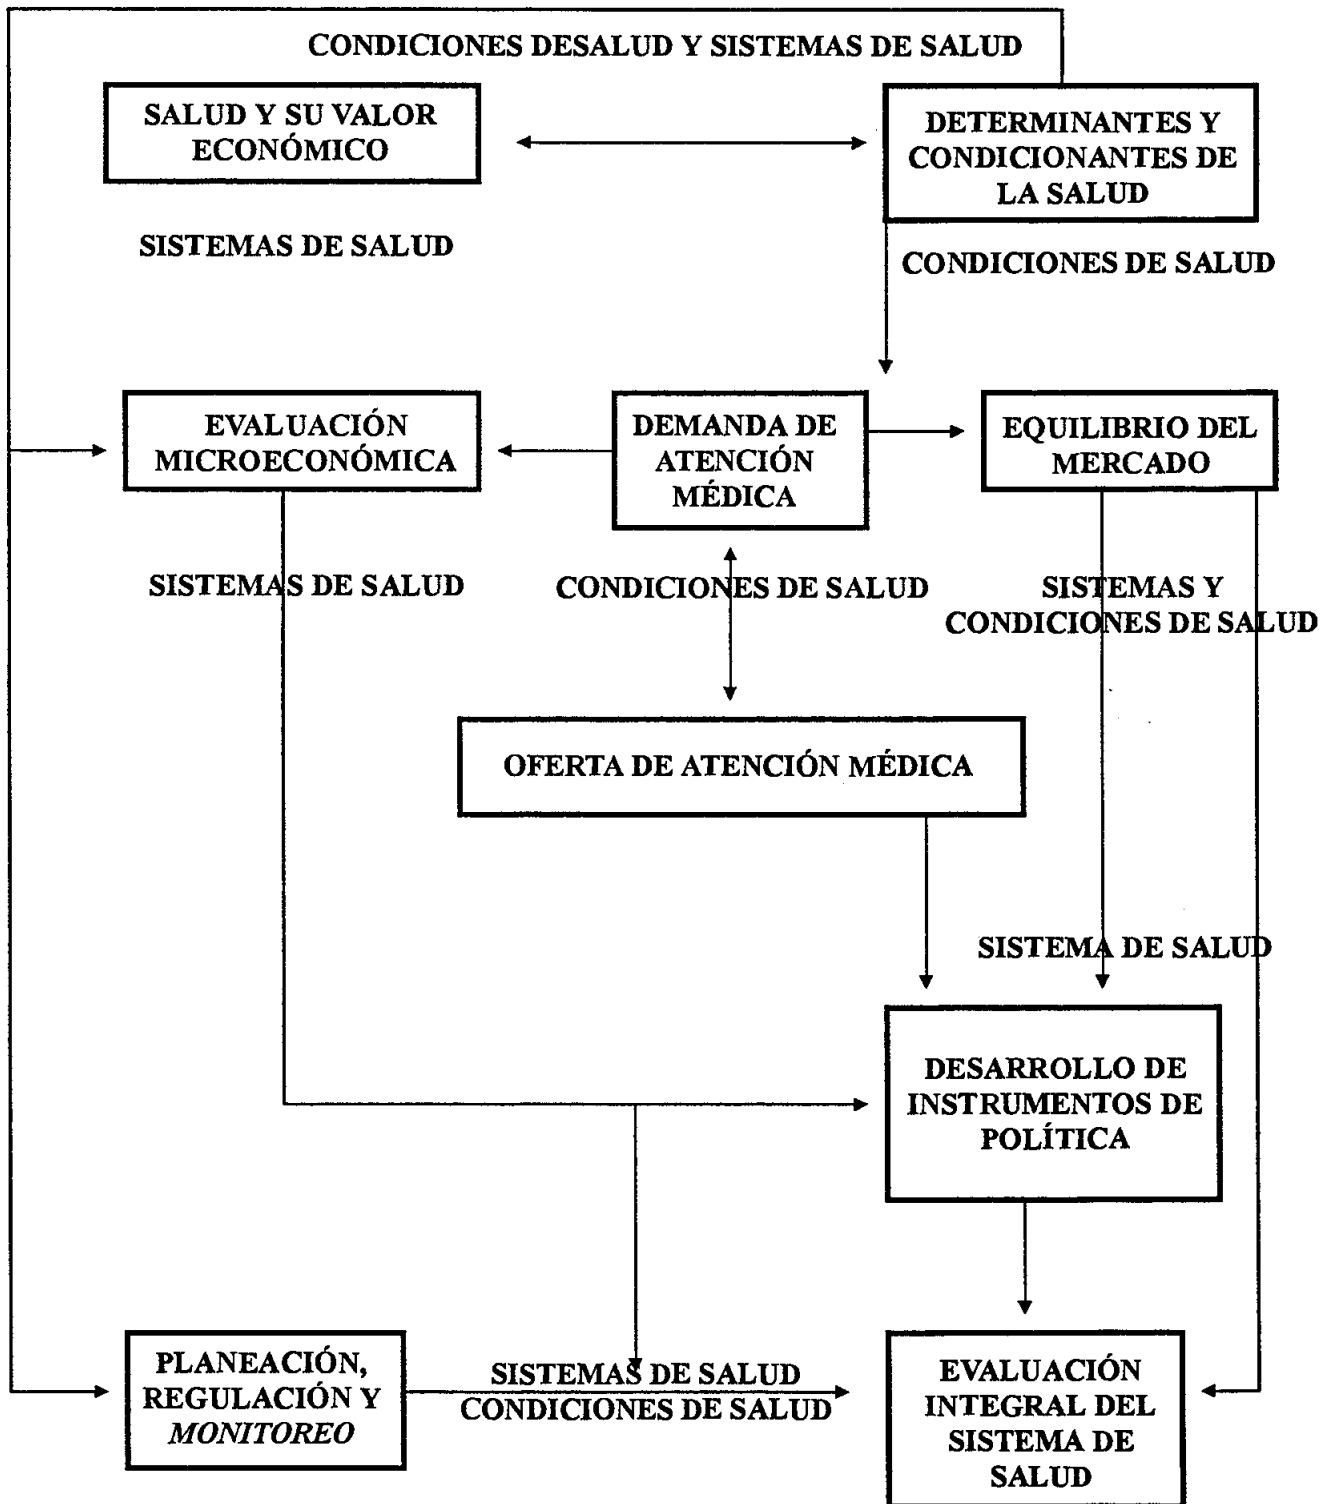 CONDICIONES DESALUD Y SISTEMAS DE SALUD
SALUD Y SU VALOR
ECONÓMICO
DETERMINANTES Y
CONDICIONANTES DE
LA SALUD
SISTEMAS DE SALUD
CONDICIONES DE SALUD
EVALUACIÓN
MICROECONÓMICA
DEMANDA DE
ATENCIÓN
MÉDICA
EQUILIBRIO DEL
MERCADO
SISTEMAS DE SALUD
CONDICIONES DE SALUD
SISTEMAS Y
CONDICIONES DE SALUD
OFERTA DE ATENCIÓN MÉDICA
SISTEMA DE SALUD
DESARROLLO DE
INSTRUMENTOS DE
POLÍTICA
PLANEACIÓN,
REGULACIÓN Y
MONITOREO
SISTEMAS DE SALUD
CONDICIONES DE SALUD
EVALUACIÓN
INTEGRAL DEL
SISTEMA DE
SALUD